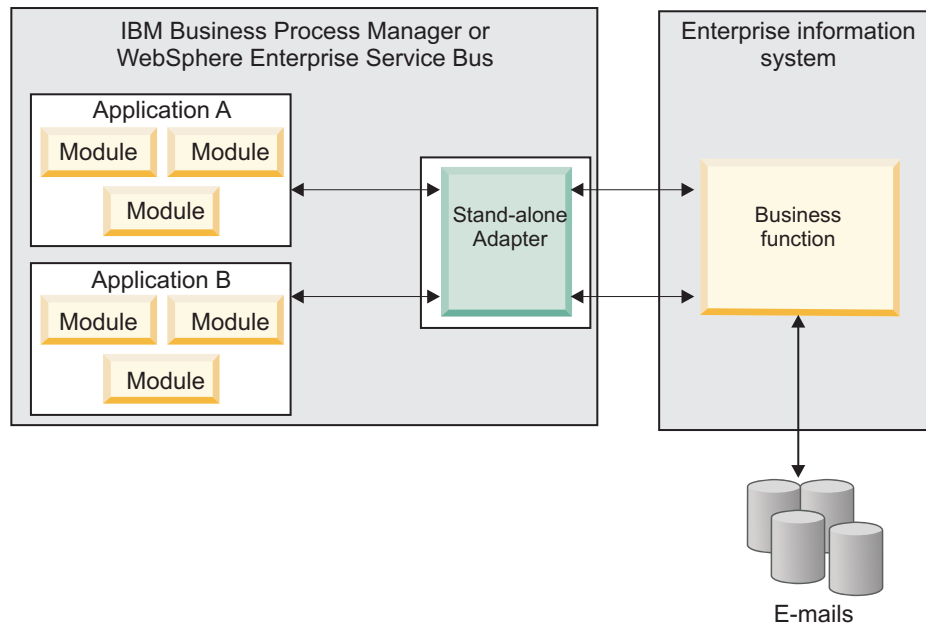 IBM Business Process Manager or
WebSphere Enterprise Service Bus
Application A
Module
Module
Module
Application B
Module
Module
Module
Stand-alone
Adapter
Enterprise information
system
Business
function
E-mails